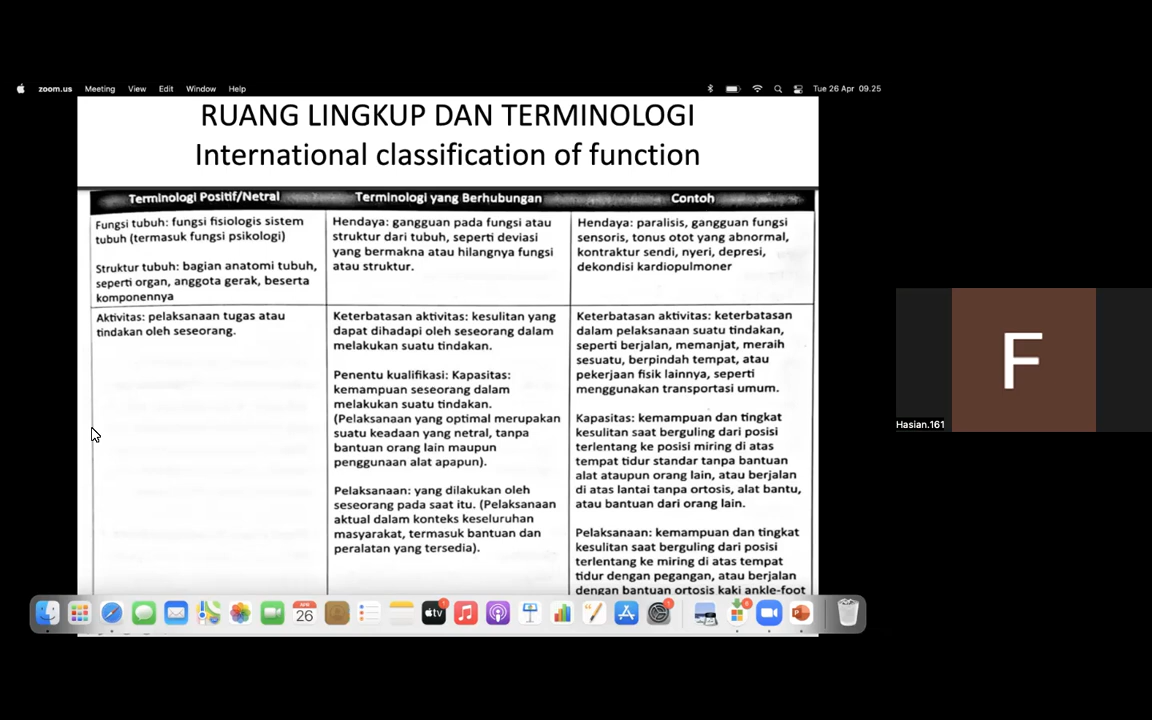 zoom.us Meeting View Edit Window Help Tue 26 Apr 09.25
RUANG LINGKUP DAN TERMINOLOGI
International classification of function
Terminologi Positif/Netral
Fungsi tubuh: fungsi fisiologis sistem
tubuh (termasuk fungsi psikologi)
Struktur tubuh: bagian anatomi tubuh,
seperti organ, anggota gerak, beserta
komponennya
Aktivitas: pelaksanaan tugas atau
tindakan oleh seseorang.
Terminologi yang Berhubungan
Hendaya: gangguan pada fungsi atau
struktur dari tubuh, seperti deviasi
yang bermakna atau hilangnya fungsi
atau struktur.
Keterbatasan aktivitas: kesulitan yang
dapat dihadapi oleh seseorang dalam
melakukan suatu tindakan.
Penentu kualifikasi: Kapasitas:
kemampuan seseorang dalam
melakukan suatu tindakan.
(Pelaksanaan yang optimal merupakan
suatu keadaan yang netral, tanpa
bantuan orang lain maupun
penggunaan alat apapun).
Pelaksanaan: yang dilakukan oleh
seseorang pada saat itu. (Pelaksanaan
aktual dalam konteks keseluruhan
masyarakat, termasuk bantuan dan
peralatan yang tersedia).
Contoh
Hendaya: paralisis, gangguan fungsi
sensoris, tonus otot yang abnormal,
kontraktur sendi, nyeri, depresi,
dekondisi kardiopulmoner
Keterbatasan aktivitas: keterbatasan
dalam pelaksanaan suatu tindakan,
seperti berjalan, memanjat, meraih
sesuatu, berpindah tempat, atau
pekerjaan fisik lainnya, seperti
menggunakan transportasi umum.
Kapasitas: kemampuan dan tingkat
kesulitan saat berguling dari posisi
terlentang ke posisi miring di atas
tempat tidur standar tanpa bantuan
alat ataupun orang lain, atau berjalan
di atas lantai tanpa ortosis, alat bantu,
atau bantuan dari orang lain.
Pelaksanaan: kemampuan dan tingkat
kesulitan saat berguling dari posisi
terlentang ke miring di atas tempat
tidur dengan pegangan, atau berjalan
dengan bantuan ortosis kaki ankle-foot
F
Hasian.161
26
tv